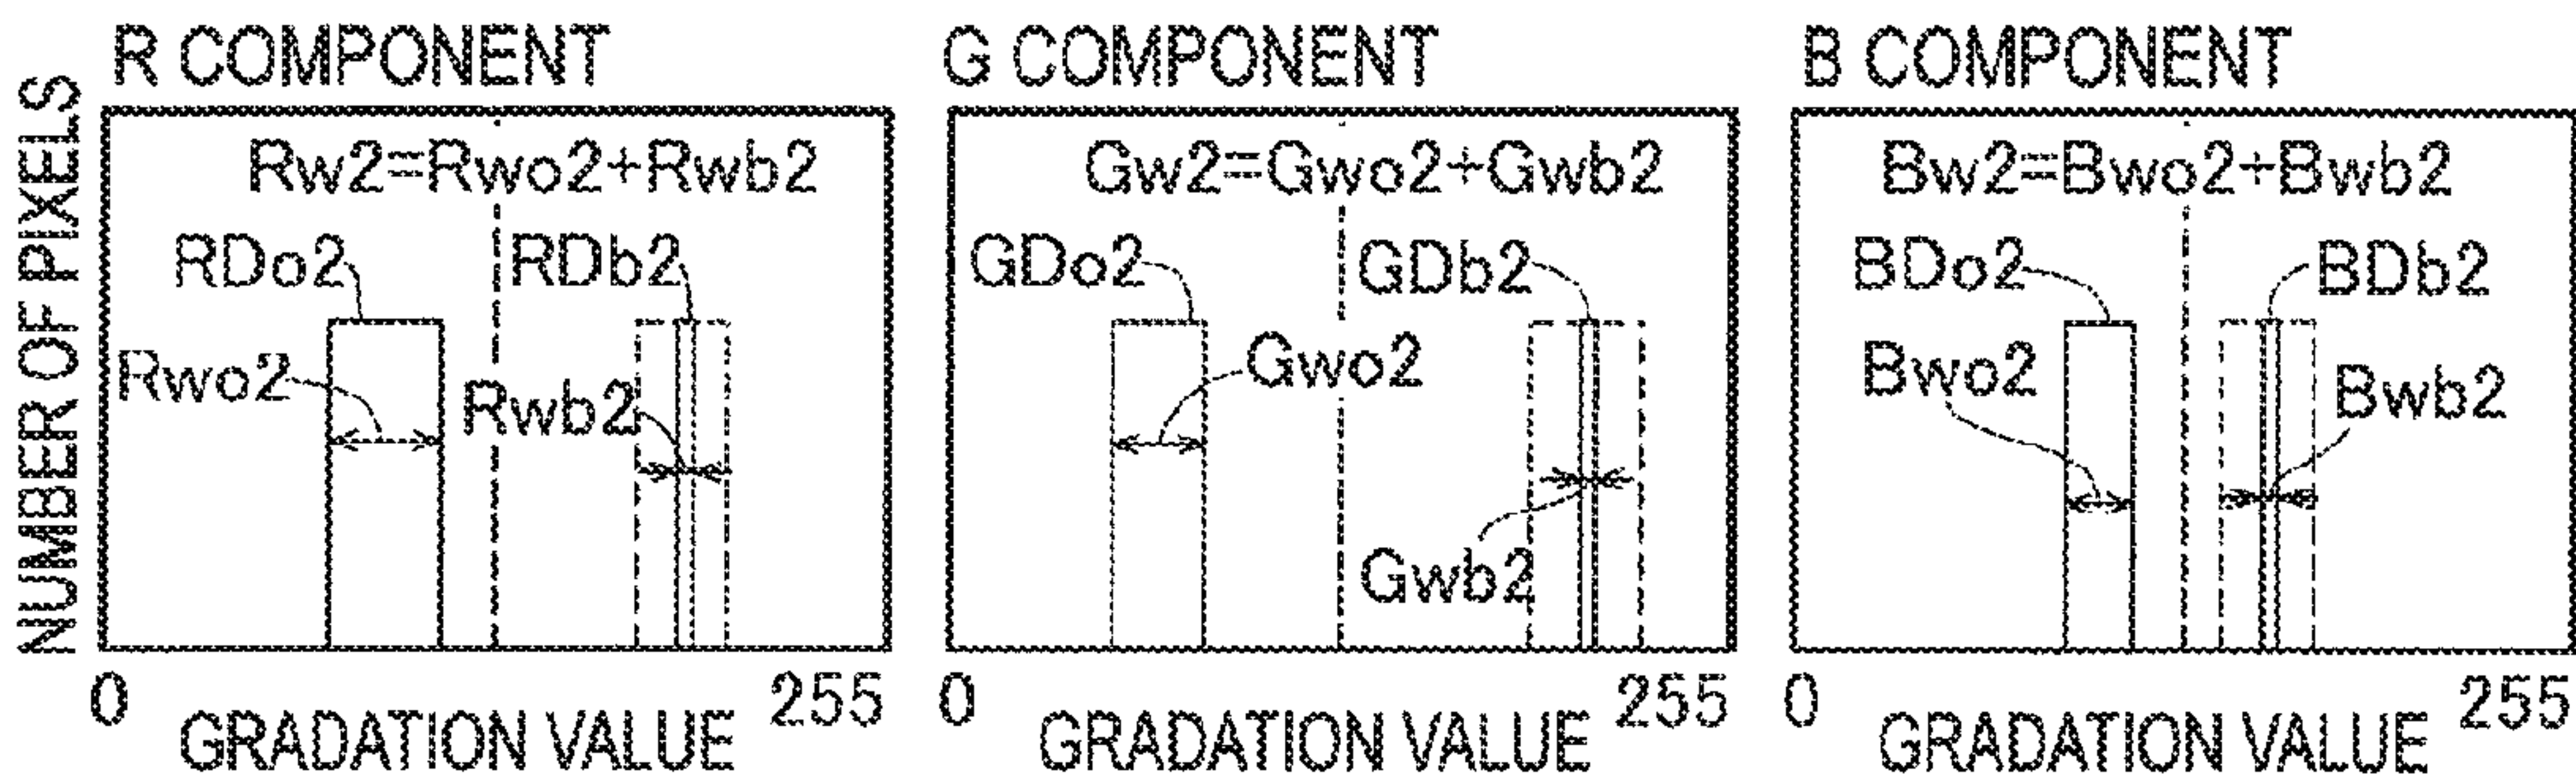 R COMPONENT
G COMPONENT
B COMPONENT
NUMBER OF PIXELS
Rw2=Rwo2+Rwb2
RDo2
RDb2
Rwo2
Rwb2
0
255
GRADATION VALUE
Gw2=Gwo2+Gwb2
GDo2
GDb2
Gwo2
Gwb2
0
255
GRADATION VALUE
Bw2=Bwo2+Bwb2
BDo2
BDb2
Bwo2
Bwb2
0
255
GRADATION VALUE